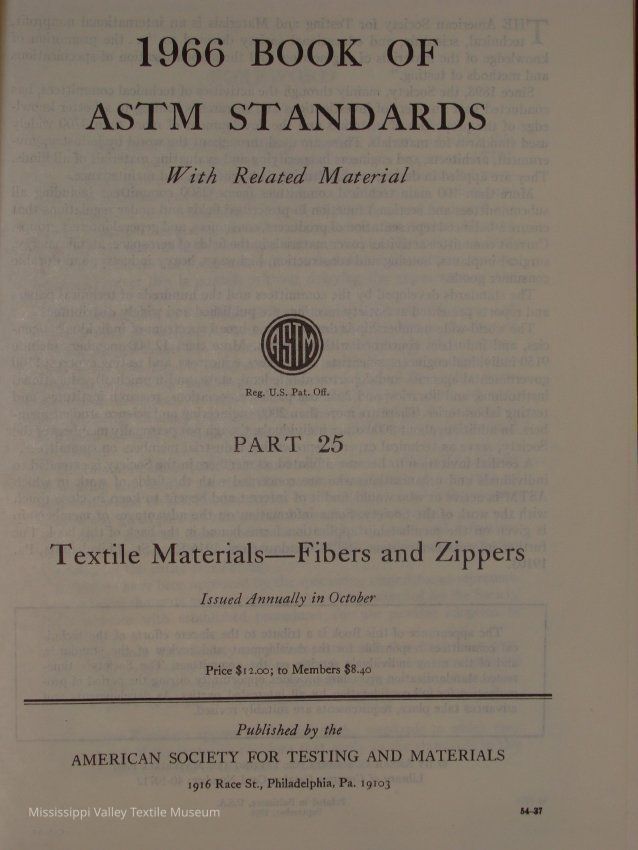 1966 BOOK OF
ASTM STANDARDS
With Related Material
ASTM
Reg. U.S. Pat. Off.
PART 25
Textile Materials—Fibers and Zippers
Issued Annually in October
Price $12.00; to Members $8.40
Published by the
AMERICAN SOCIETY FOR TESTING AND MATERIALS
1916 Race St., Philadelphia, Pa. 19103
Mississippi Valley Textile Museum
54-37